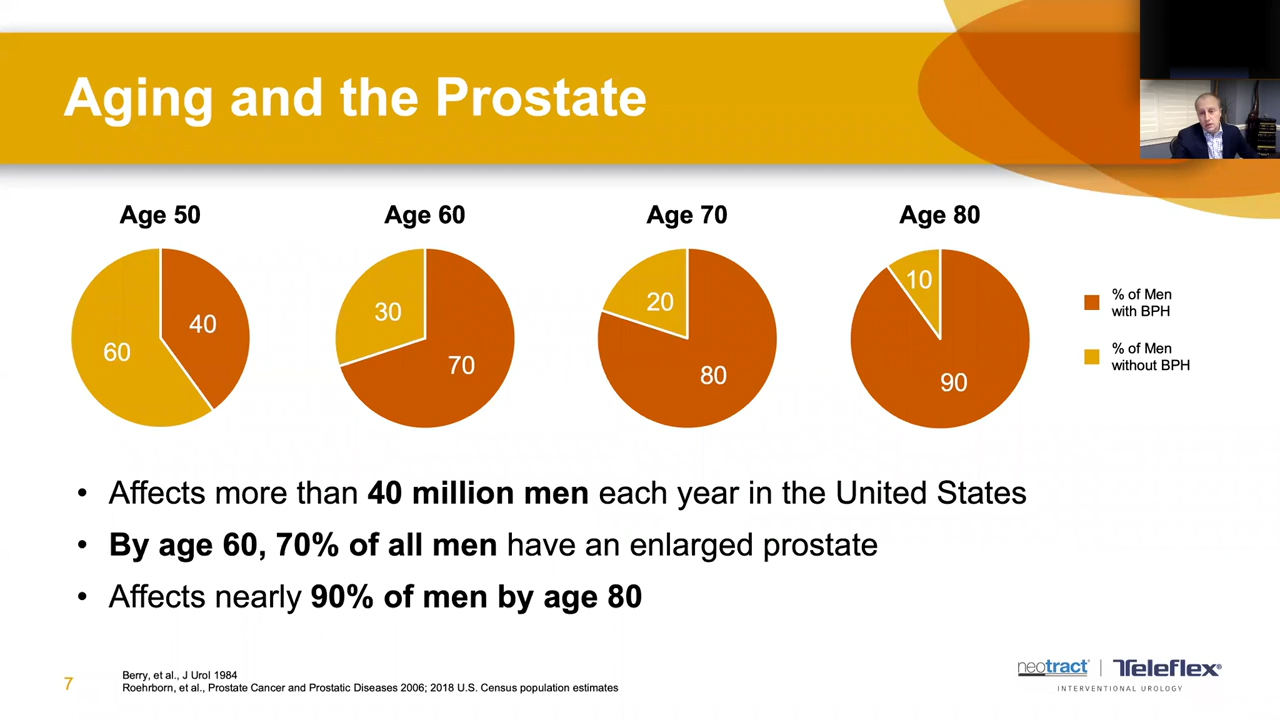 Aging and the Prostate
Age 50
Age 60
Age 70
Age 80
60
40
30
70
20
80
10
90
% of Men
with BPH
% of Men
without BPH
• Affects more than 40 million men each year in the United States
• By age 60, 70% of all men have an enlarged prostate
• Affects nearly 90% of men by age 80
7
Berry, et al., J Urol 1984
Roehrborn, et al., Prostate Cancer and Prostatic Diseases 2006; 2018 U.S. Census population estimates
neotract® | Teleflex®
INTERVENTIONAL UROLOGY